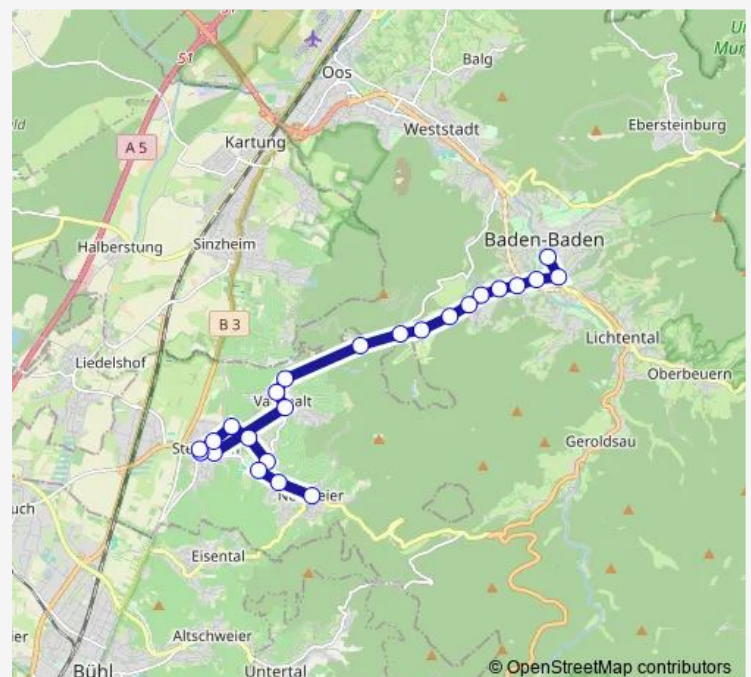 S1
Oos
Balg
Weststadt
Ebersteinburg
Kartung
A 5
Baden-Baden
Halberstung
Sinzheim
B 3
Lichtental
Liedelshof
Oberbeuern
Geroldsau
Eisental
Altschweier
Bühl
Untertal
© OpenStreetMap contributors